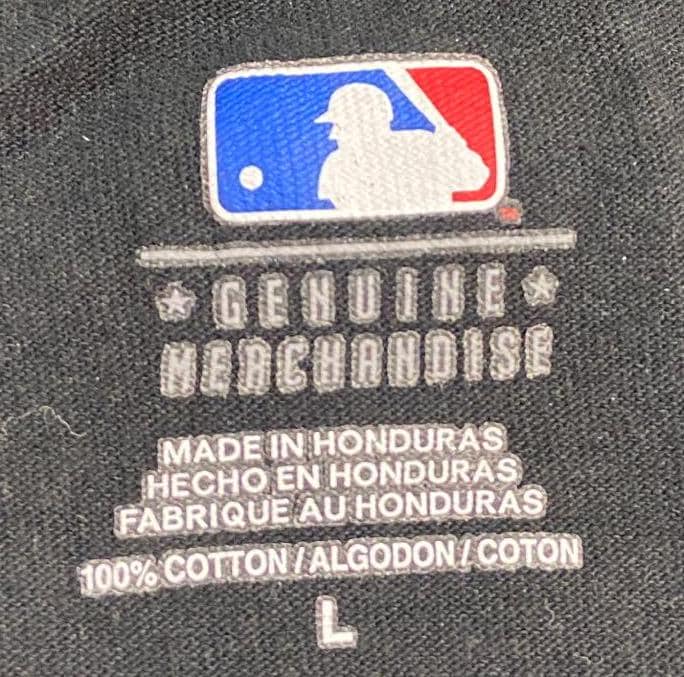 GENUINE
MERCHANDISE
MADE IN HONDURAS
HECHO EN HONDURAS
FABRIQUE AU HONDURAS
100% COTTON / ALGODON / COTON
L